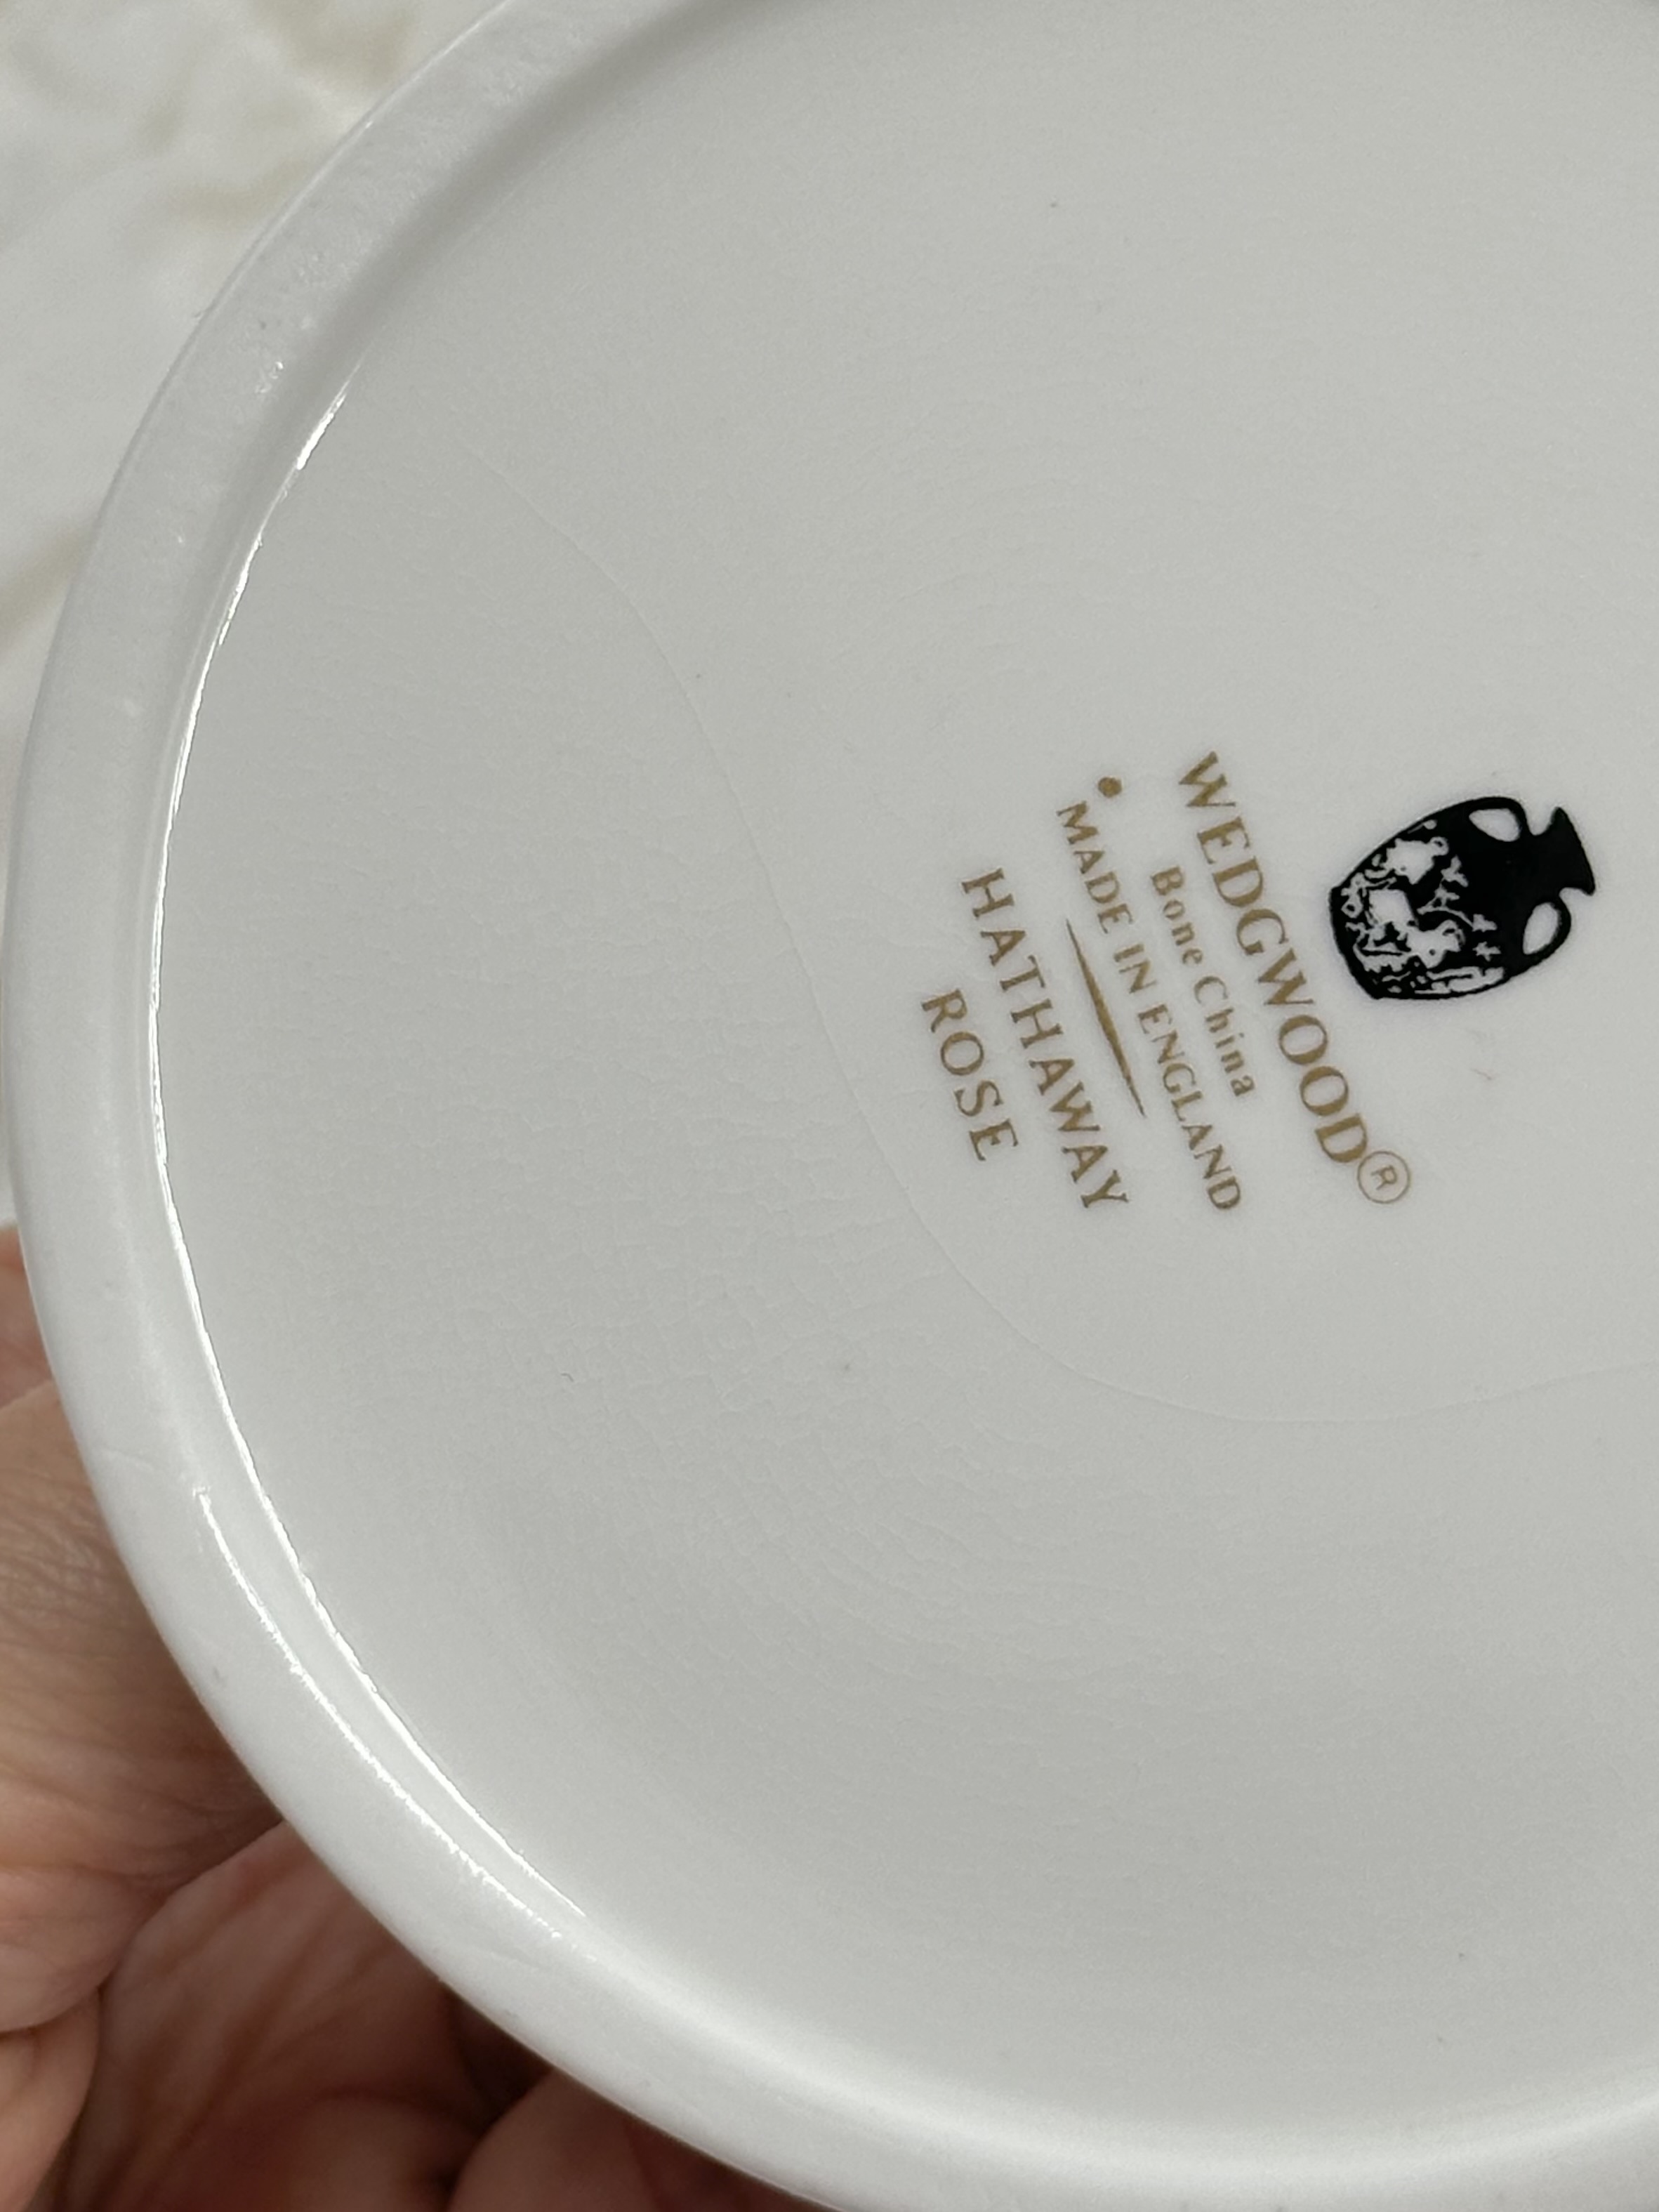 WEDGWOOD®
Bone China
• MADE IN ENGLAND
HATHAWAY
ROSE